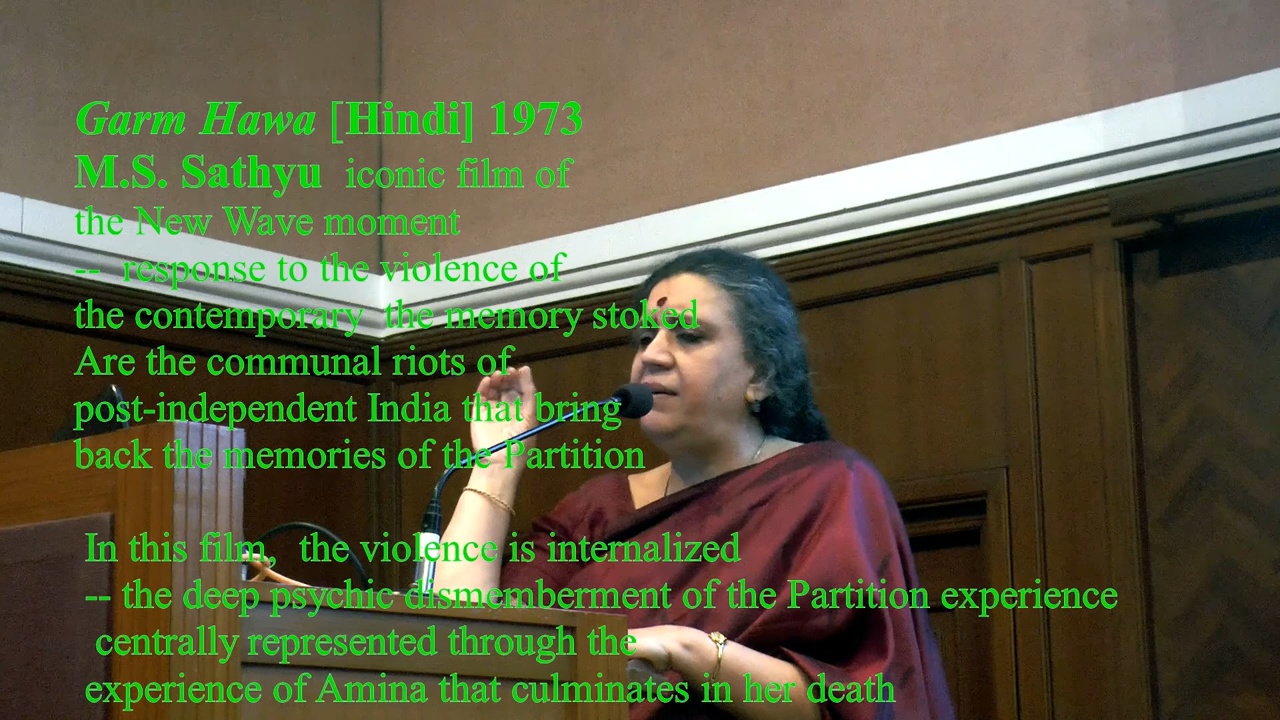 Garm Hawa [Hindi] 1973
M.S. Sathyu iconic film of
the New Wave moment
-- response to the violence of
the contemporary the memory stoked
Are the communal riots of
post-independent India that bring
back the memories of the Partition
In this film, the violence is internalized
-- the deep psychic dismemberment of the Partition experience
centrally represented through the
experience of Amina that culminates in her death